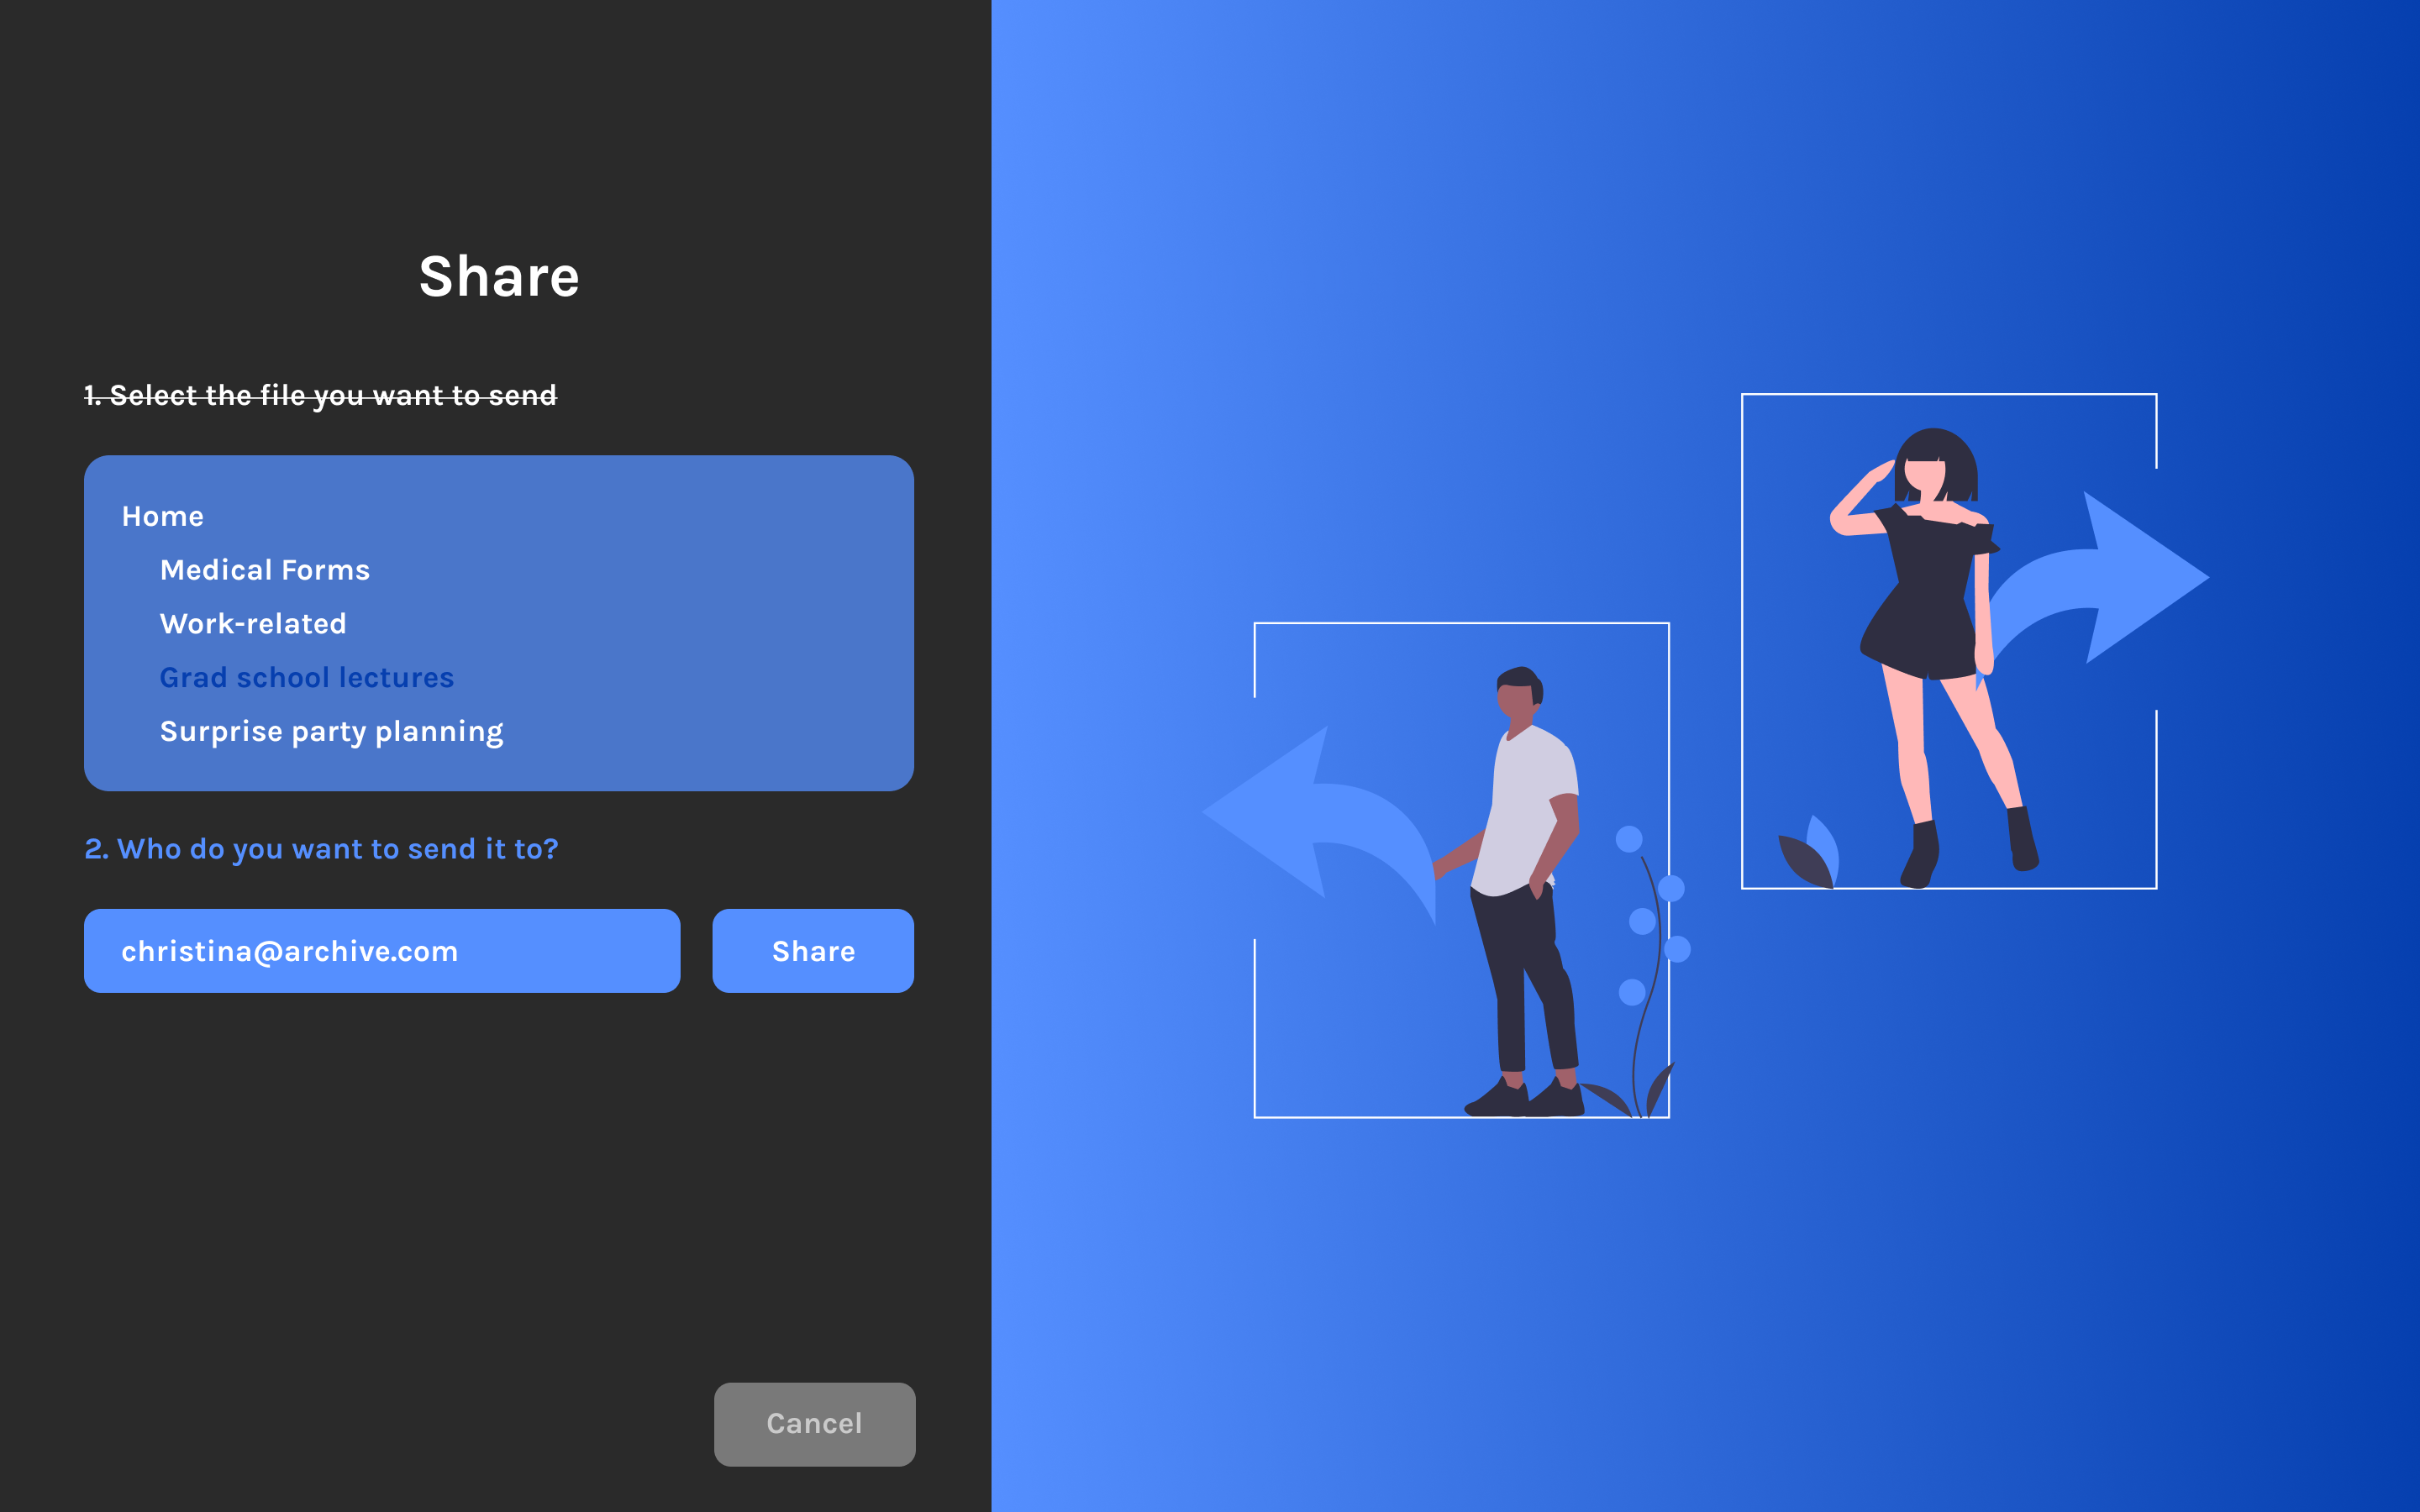 Share
1. Select the file you want to send
Home
Medical Forms
Work-related
Grad school lectures
Surprise party planning
2. Who do you want to send it to?
christina@archive.com
Share
Cancel